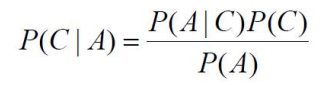 P(C | A) = P(A | C)P(C) / P(A)